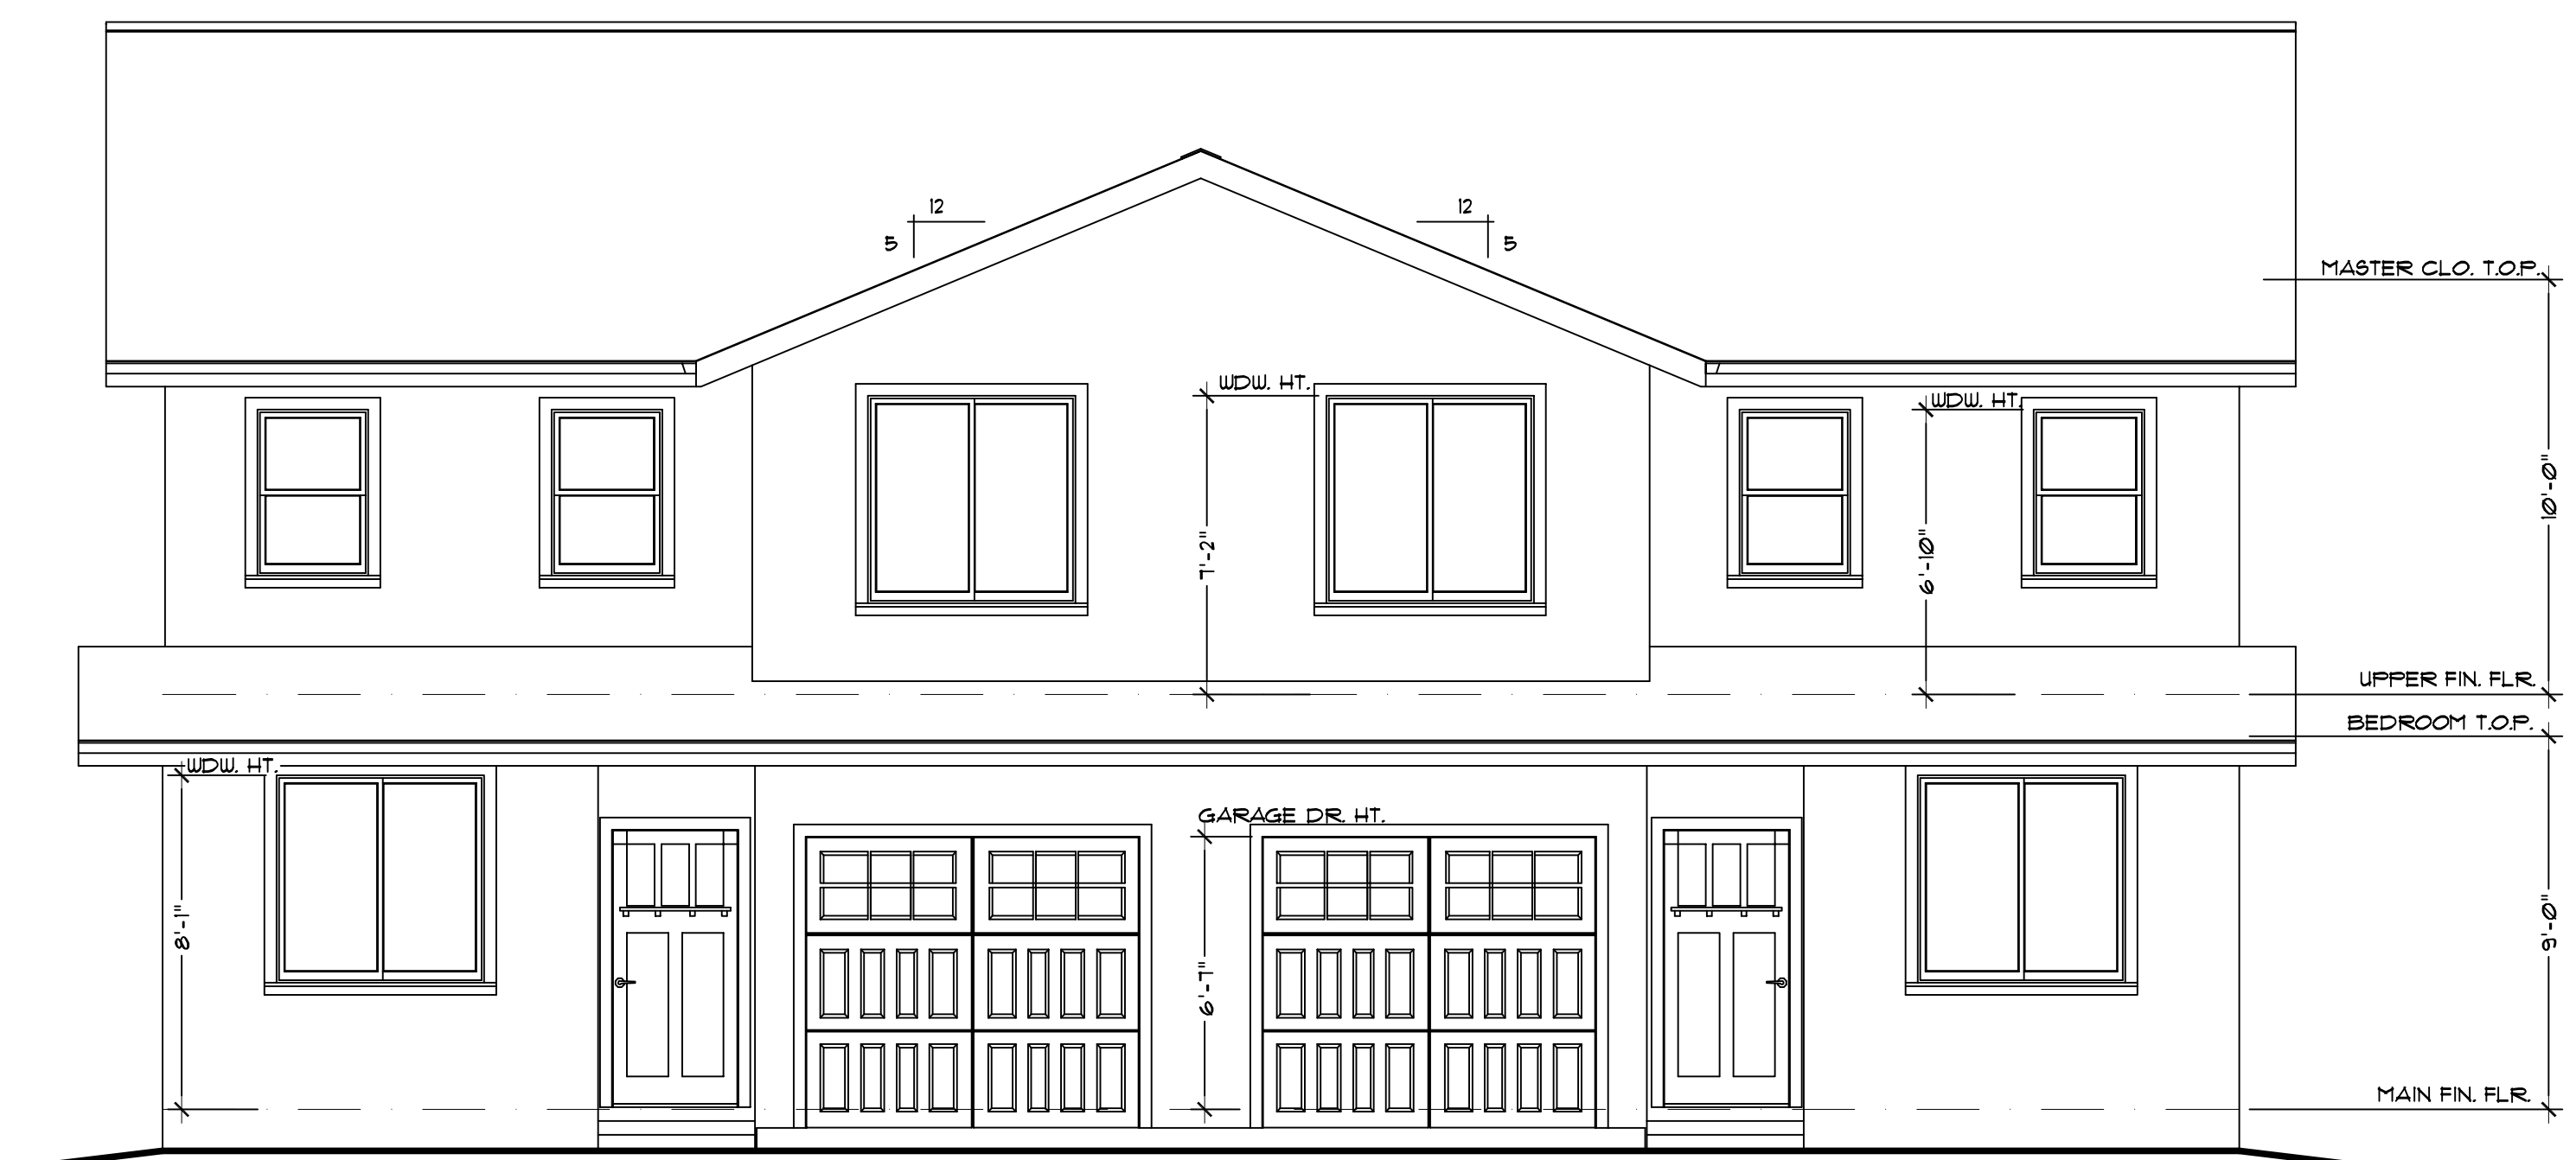 12
5
12
5
MASTER CLO. T.O.P.
WDW. HT.
WDW. HT.
10'-0"
7'-2"
6'-10"
UPPER FIN. FLR.
BEDROOM T.O.P.
WDW. HT.
GARAGE DR. HT.
8'-1"
6'-7"
9'-0"
MAIN FIN. FLR.